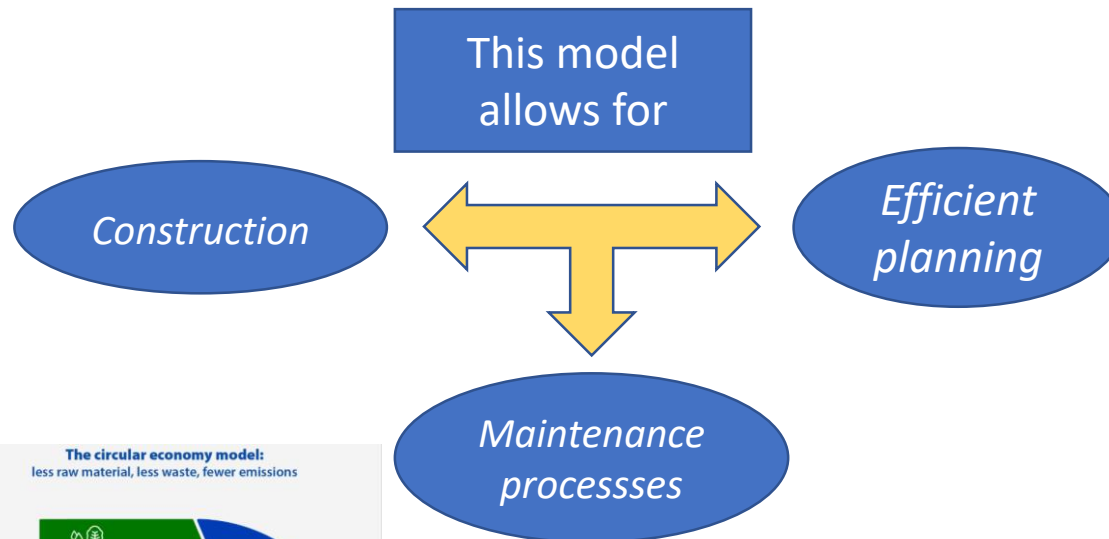 This model
allows for
Construction
Efficient
planning
Maintenance
processses
The circular economy model:
less raw material, less waste, fewer emissions